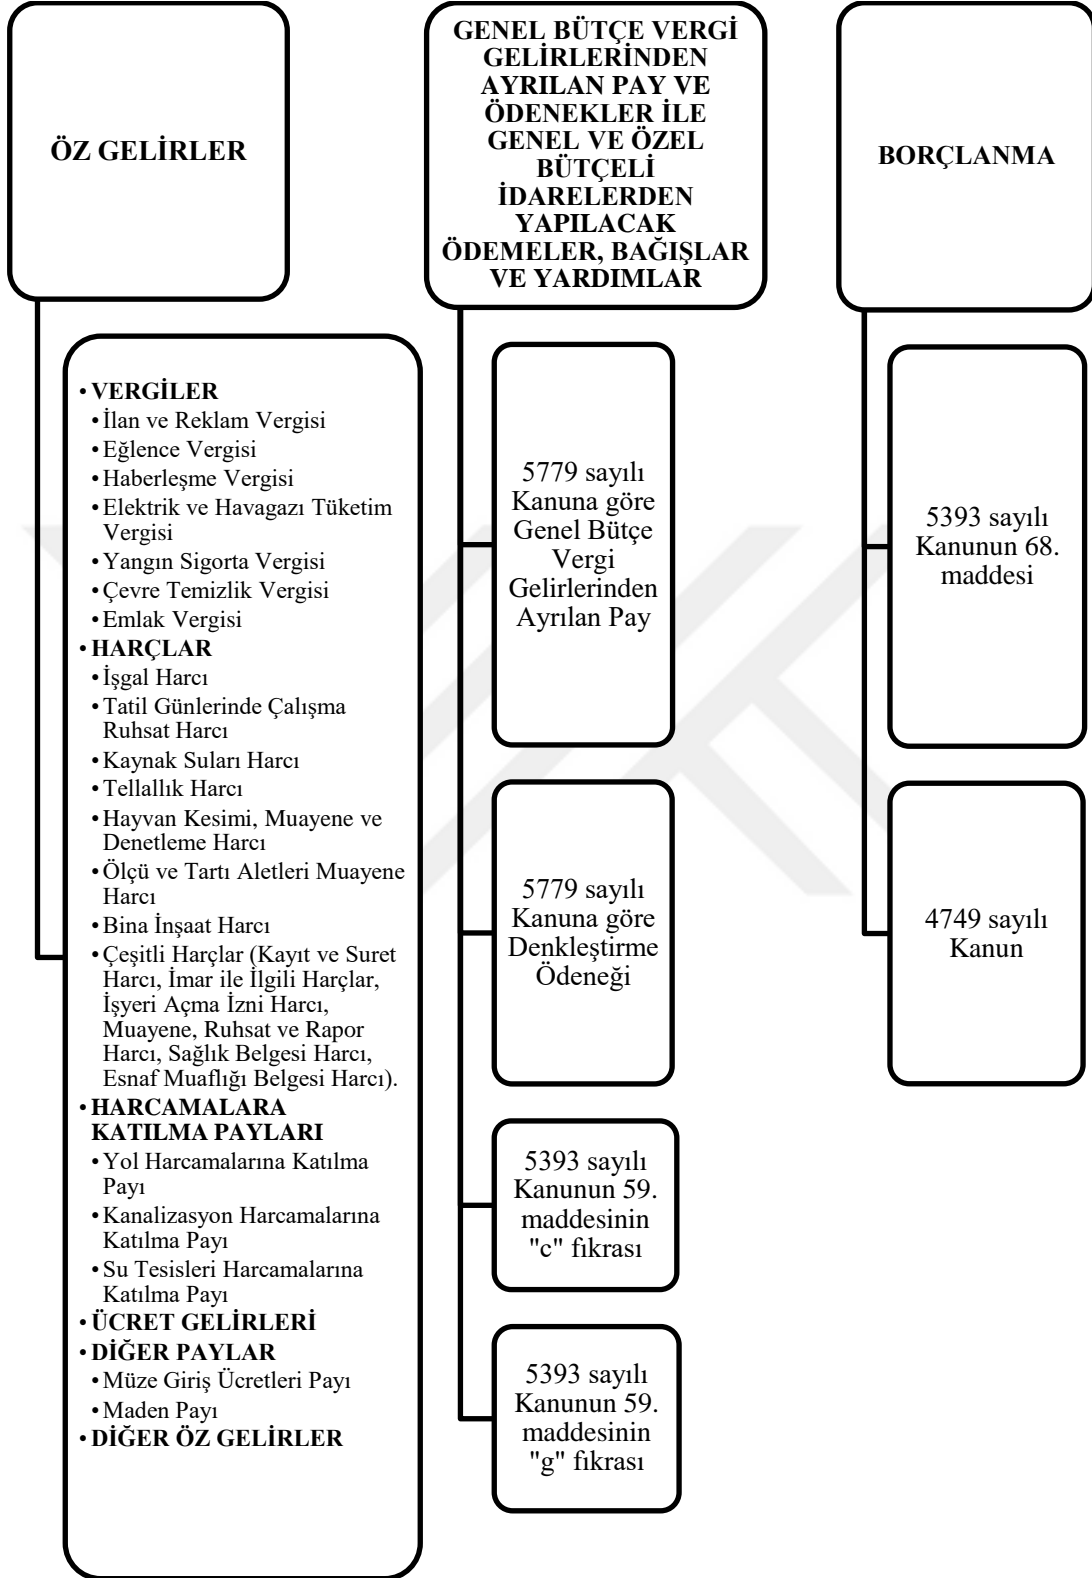 ÖZ GELİRLER
• VERGİLER
• İlan ve Reklam Vergisi
• Eğlence Vergisi
• Haberleşme Vergisi
• Elektrik ve Havagazı Tüketim
Vergisi
• Yangın Sigorta Vergisi
• Çevre Temizlik Vergisi
• Emlak Vergisi
• HARÇLAR
• İşgal Harcı
• Tatil Günlerinde Çalışma
Ruhsat Harcı
• Kaynak Suları Harcı
• Tellallık Harcı
• Hayvan Kesimi, Muayene ve
Denetleme Harcı
• Ölçü ve Tartı Aletleri Muayene
Harcı
• Bina İnşaat Harcı
• Çeşitli Harçlar (Kayıt ve Suret
Harcı, İmar ile İlgili Harçlar,
İşyeri Açma İzni Harcı,
Muayene, Ruhsat ve Rapor
Harcı, Sağlık Belgesi Harcı,
Esnaf Muaflığı Belgesi Harcı).
• HARCAMALARA
KATILMA PAYLARI
• Yol Harcamalarına Katılma
Payı
• Kanalizasyon Harcamalarına
Katılma Payı
• Su Tesisleri Harcamalarına
Katılma Payı
• ÜCRET GELİRLERİ
• DİĞER PAYLAR
• Müze Giriş Ücretleri Payı
• Maden Payı
• DİĞER ÖZ GELİRLER
GENEL BÜTÇE VERGİ
GELİRLERİNDEN
AYRILAN PAY VE
ÖDENEKLER İLE
GENEL VE ÖZEL
BÜTÇELİ
İDARELERDEN
YAPILACAK
ÖDEMELER, BAĞIŞLAR
VE YARDIMLAR
5779 sayılı
Kanuna göre
Genel Bütçe
Vergi
Gelirlerinden
Ayrılan Pay
5779 sayılı
Kanuna göre
Denkleştirme
Ödeneği
5393 sayılı
Kanunun 59.
maddesinin
"c" fıkrası
5393 sayılı
Kanunun 59.
maddesinin
"g" fıkrası
BORÇLANMA
5393 sayılı
Kanunun 68.
maddesi
4749 sayılı
Kanun